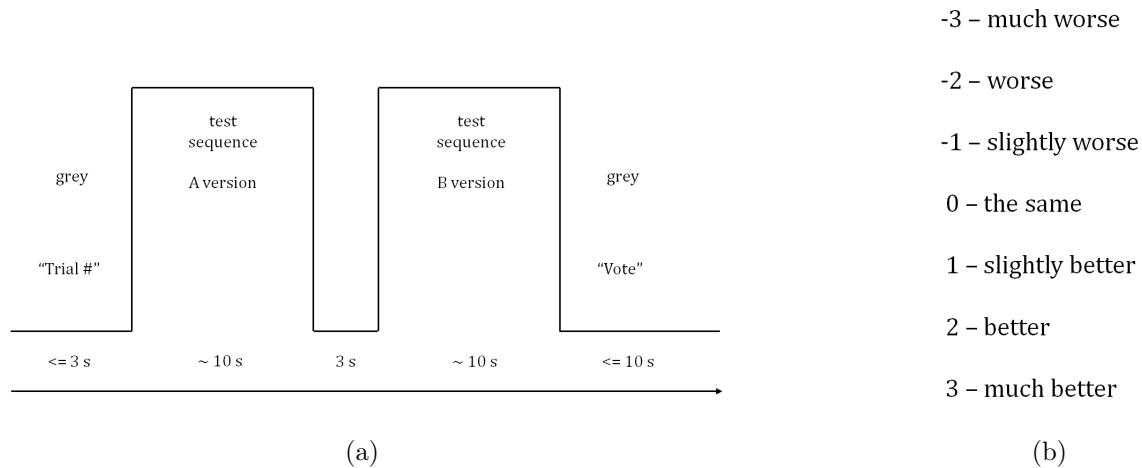 test
sequence
A version
test
sequence
B version
grey
grey
“Trial #”
“Vote”
<= 3 s
~ 10 s
3 s
~ 10 s
<= 10 s
(a)
-3 – much worse
-2 – worse
-1 – slightly worse
0 – the same
1 – slightly better
2 – better
3 – much better
(b)